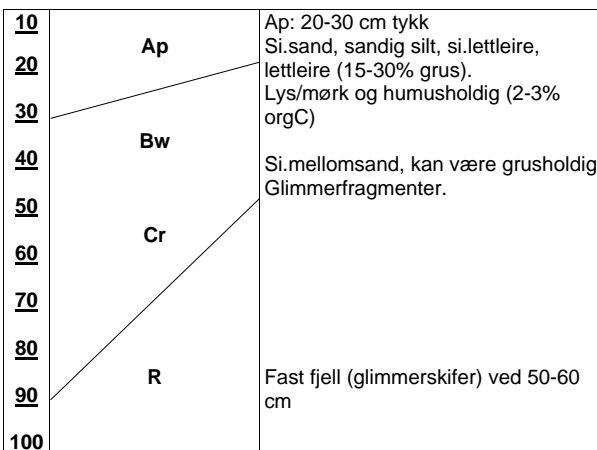 10
20
30
40
50
60
70
80
90
100
Ap
Bw
Cr
R
Ap: 20-30 cm tykk
Si.sand, sandig silt, si.lettleire,
lettleire (15-30% grus).
Lys/mørk og humusholdig (2-3%
orgC)
Si.mellomsand, kan være grusholdig
Glimmerfragmenter.
Fast fjell (glimmerskifer) ved 50-60
cm